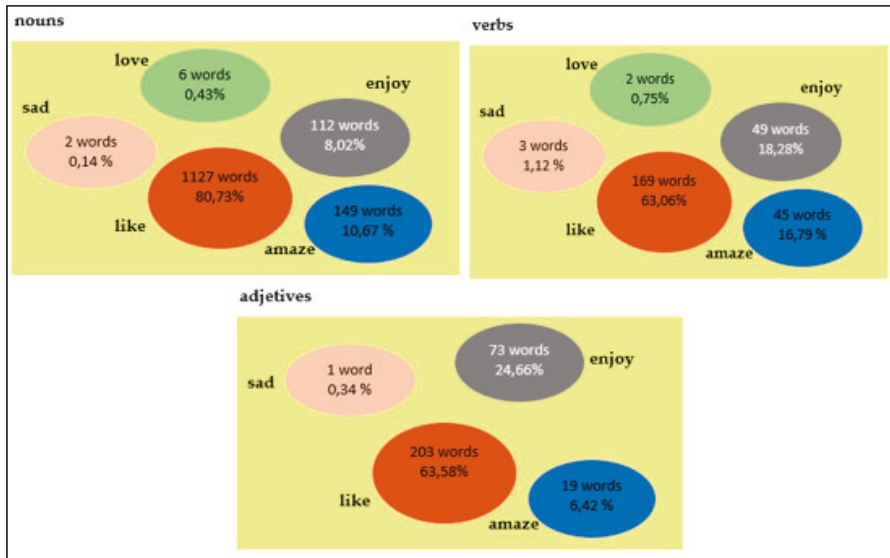 nouns
love
6 words
0,43%
enjoy
sad
112 words
8,02%
2 words
0,14 %
1127 words
80,73%
149 words
10,67 %
like
amaze
verbs
love
2 words
0,75%
enjoy
sad
49 words
18,28%
3 words
1,12 %
169 words
63,06%
45 words
16,79 %
like
amaze
adjetives
73 words
24,66%
enjoy
1 word
0,34 %
sad
203 words
63,58%
19 words
6,42 %
like
amaze